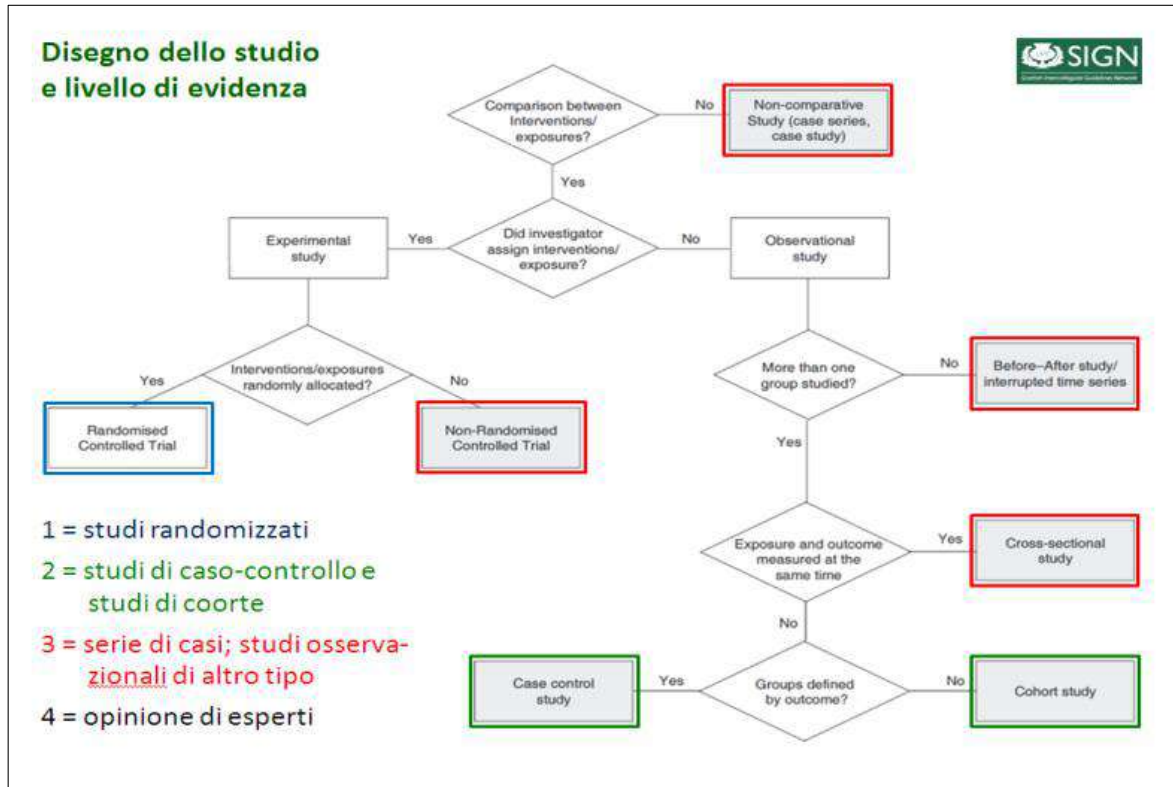 Disegno dello studio
e livello di evidenza
SIGN
Comparison between
Interventions/
exposures?
No
Non-comparative
Study (case series,
case study)
Yes
Experimental
study
Yes
Did investigator
assign interventions/
exposure?
No
Observational
study
Interventions/exposures
randomly allocated?
Yes
No
More than one
group studied?
No
Before–After study/
interrupted time series
Randomised
Controlled Trial
Non-Randomised
Controlled Trial
Yes
1 = studi randomizzati
2 = studi di caso-controllo e
studi di coorte
3 = serie di casi; studi osserva-
zionali di altro tipo
4 = opinione di esperti
Exposure and outcome
measured at the
same time
Yes
Cross-sectional
study
No
Case control
study
Yes
Groups defined
by outcome?
No
Cohort study